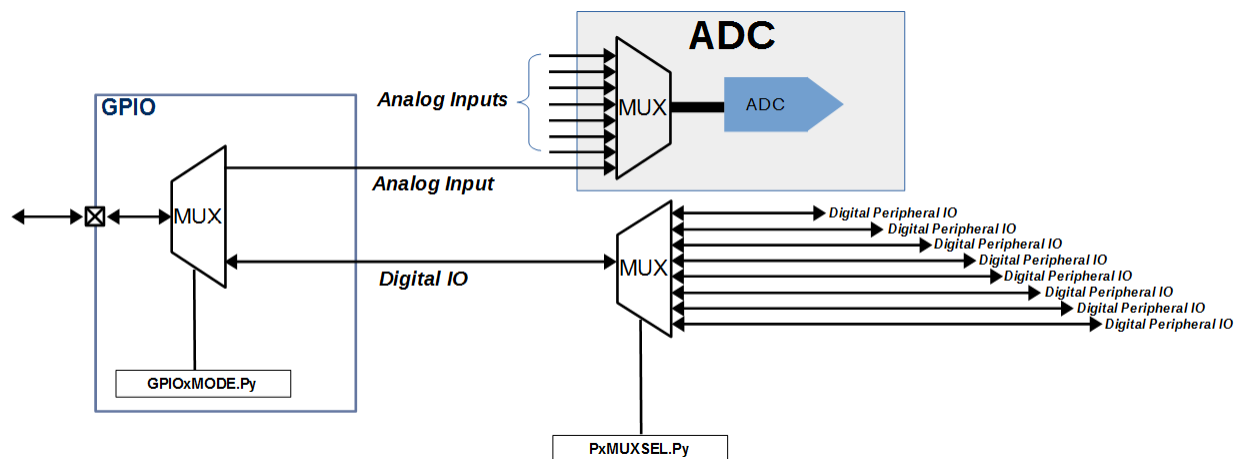 ADC
Analog Inputs
MUX
ADC
GPIO
Analog Input
MUX
Digital IO
MUX
Digital Peripheral IO
Digital Peripheral IO
Digital Peripheral IO
Digital Peripheral IO
Digital Peripheral IO
Digital Peripheral IO
Digital Peripheral IO
Digital Peripheral IO
GPIOxMODE.Py
PxMUXSEL.Py